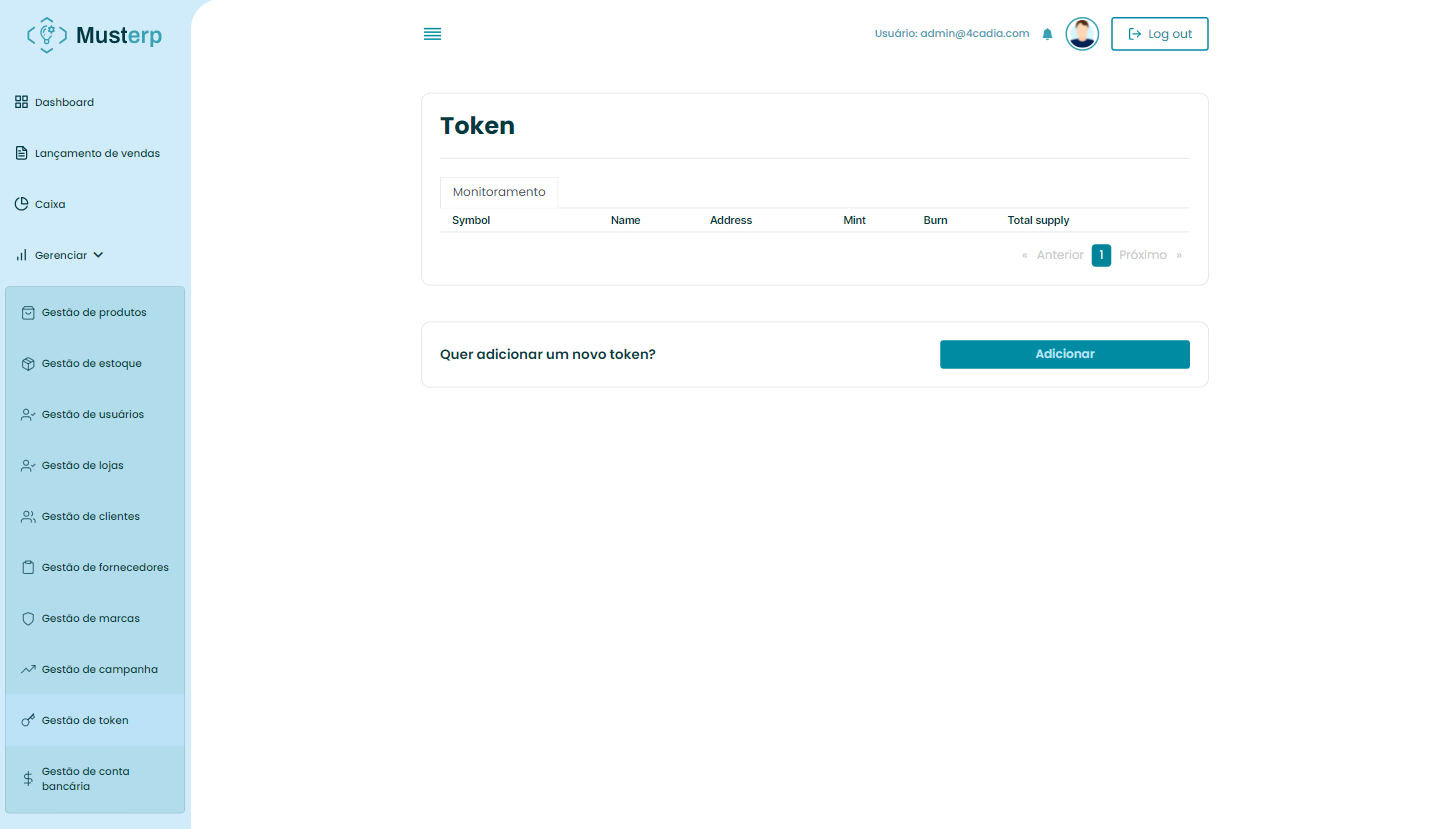 Musterp
Dashboard
Lançamento de vendas
Caixa
Gerenciar
Gestão de produtos
Gestão de estoque
Gestão de usuários
Gestão de lojas
Gestão de clientes
Gestão de fornecedores
Gestão de marcas
Gestão de campanha
Gestão de token
Gestão de conta
bancária
Usuário: admin@4cadia.com
Log out
Token
Monitoramento
Symbol Name Address Mint Burn Total supply
« Anterior 1 Próximo »
Quer adicionar um novo token?
Adicionar